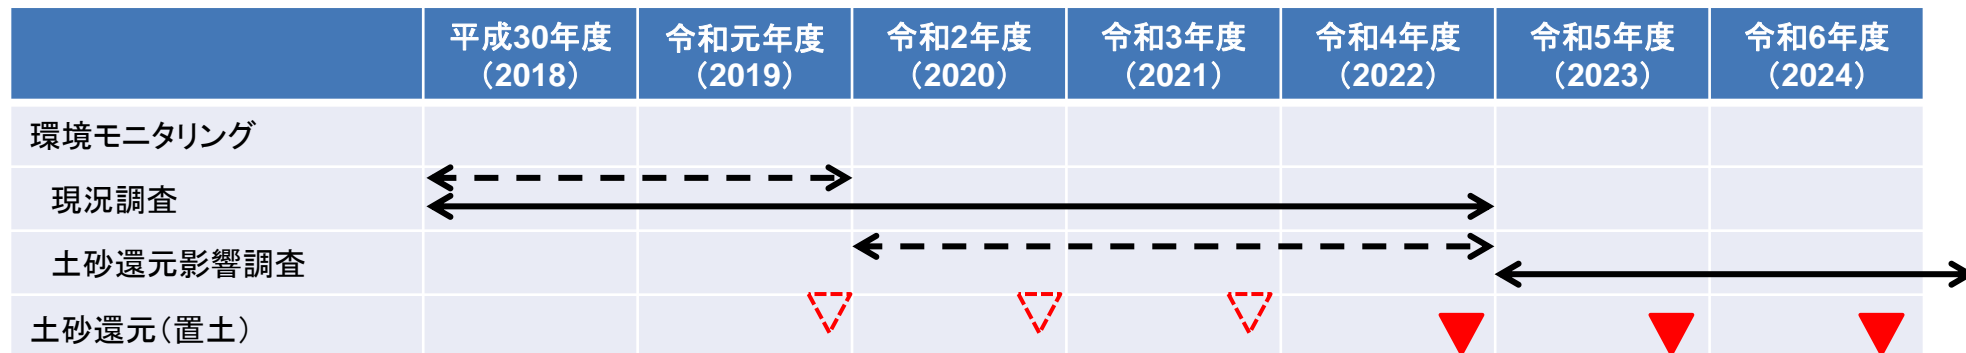 平成30年度 令和元年度 令和2年度 令和3年度 令和4年度 令和5年度 令和6年度
（2018） （2019） （2020） （2021） （2022） （2023） （2024）
環境モニタリング
現況調査
土砂還元影響調査
土砂還元（置土）